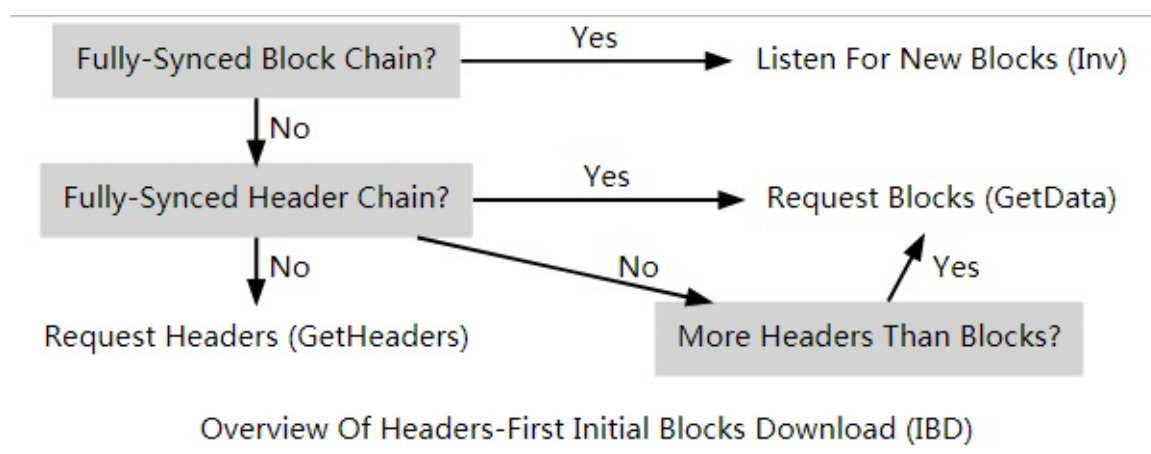 Fully-Synced Block Chain?
Yes
Listen For New Blocks (Inv)
No
Fully-Synced Header Chain?
Yes
Request Blocks (GetData)
No
No
Yes
Request Headers (GetHeaders)
More Headers Than Blocks?
Overview Of Headers-First Initial Blocks Download (IBD)